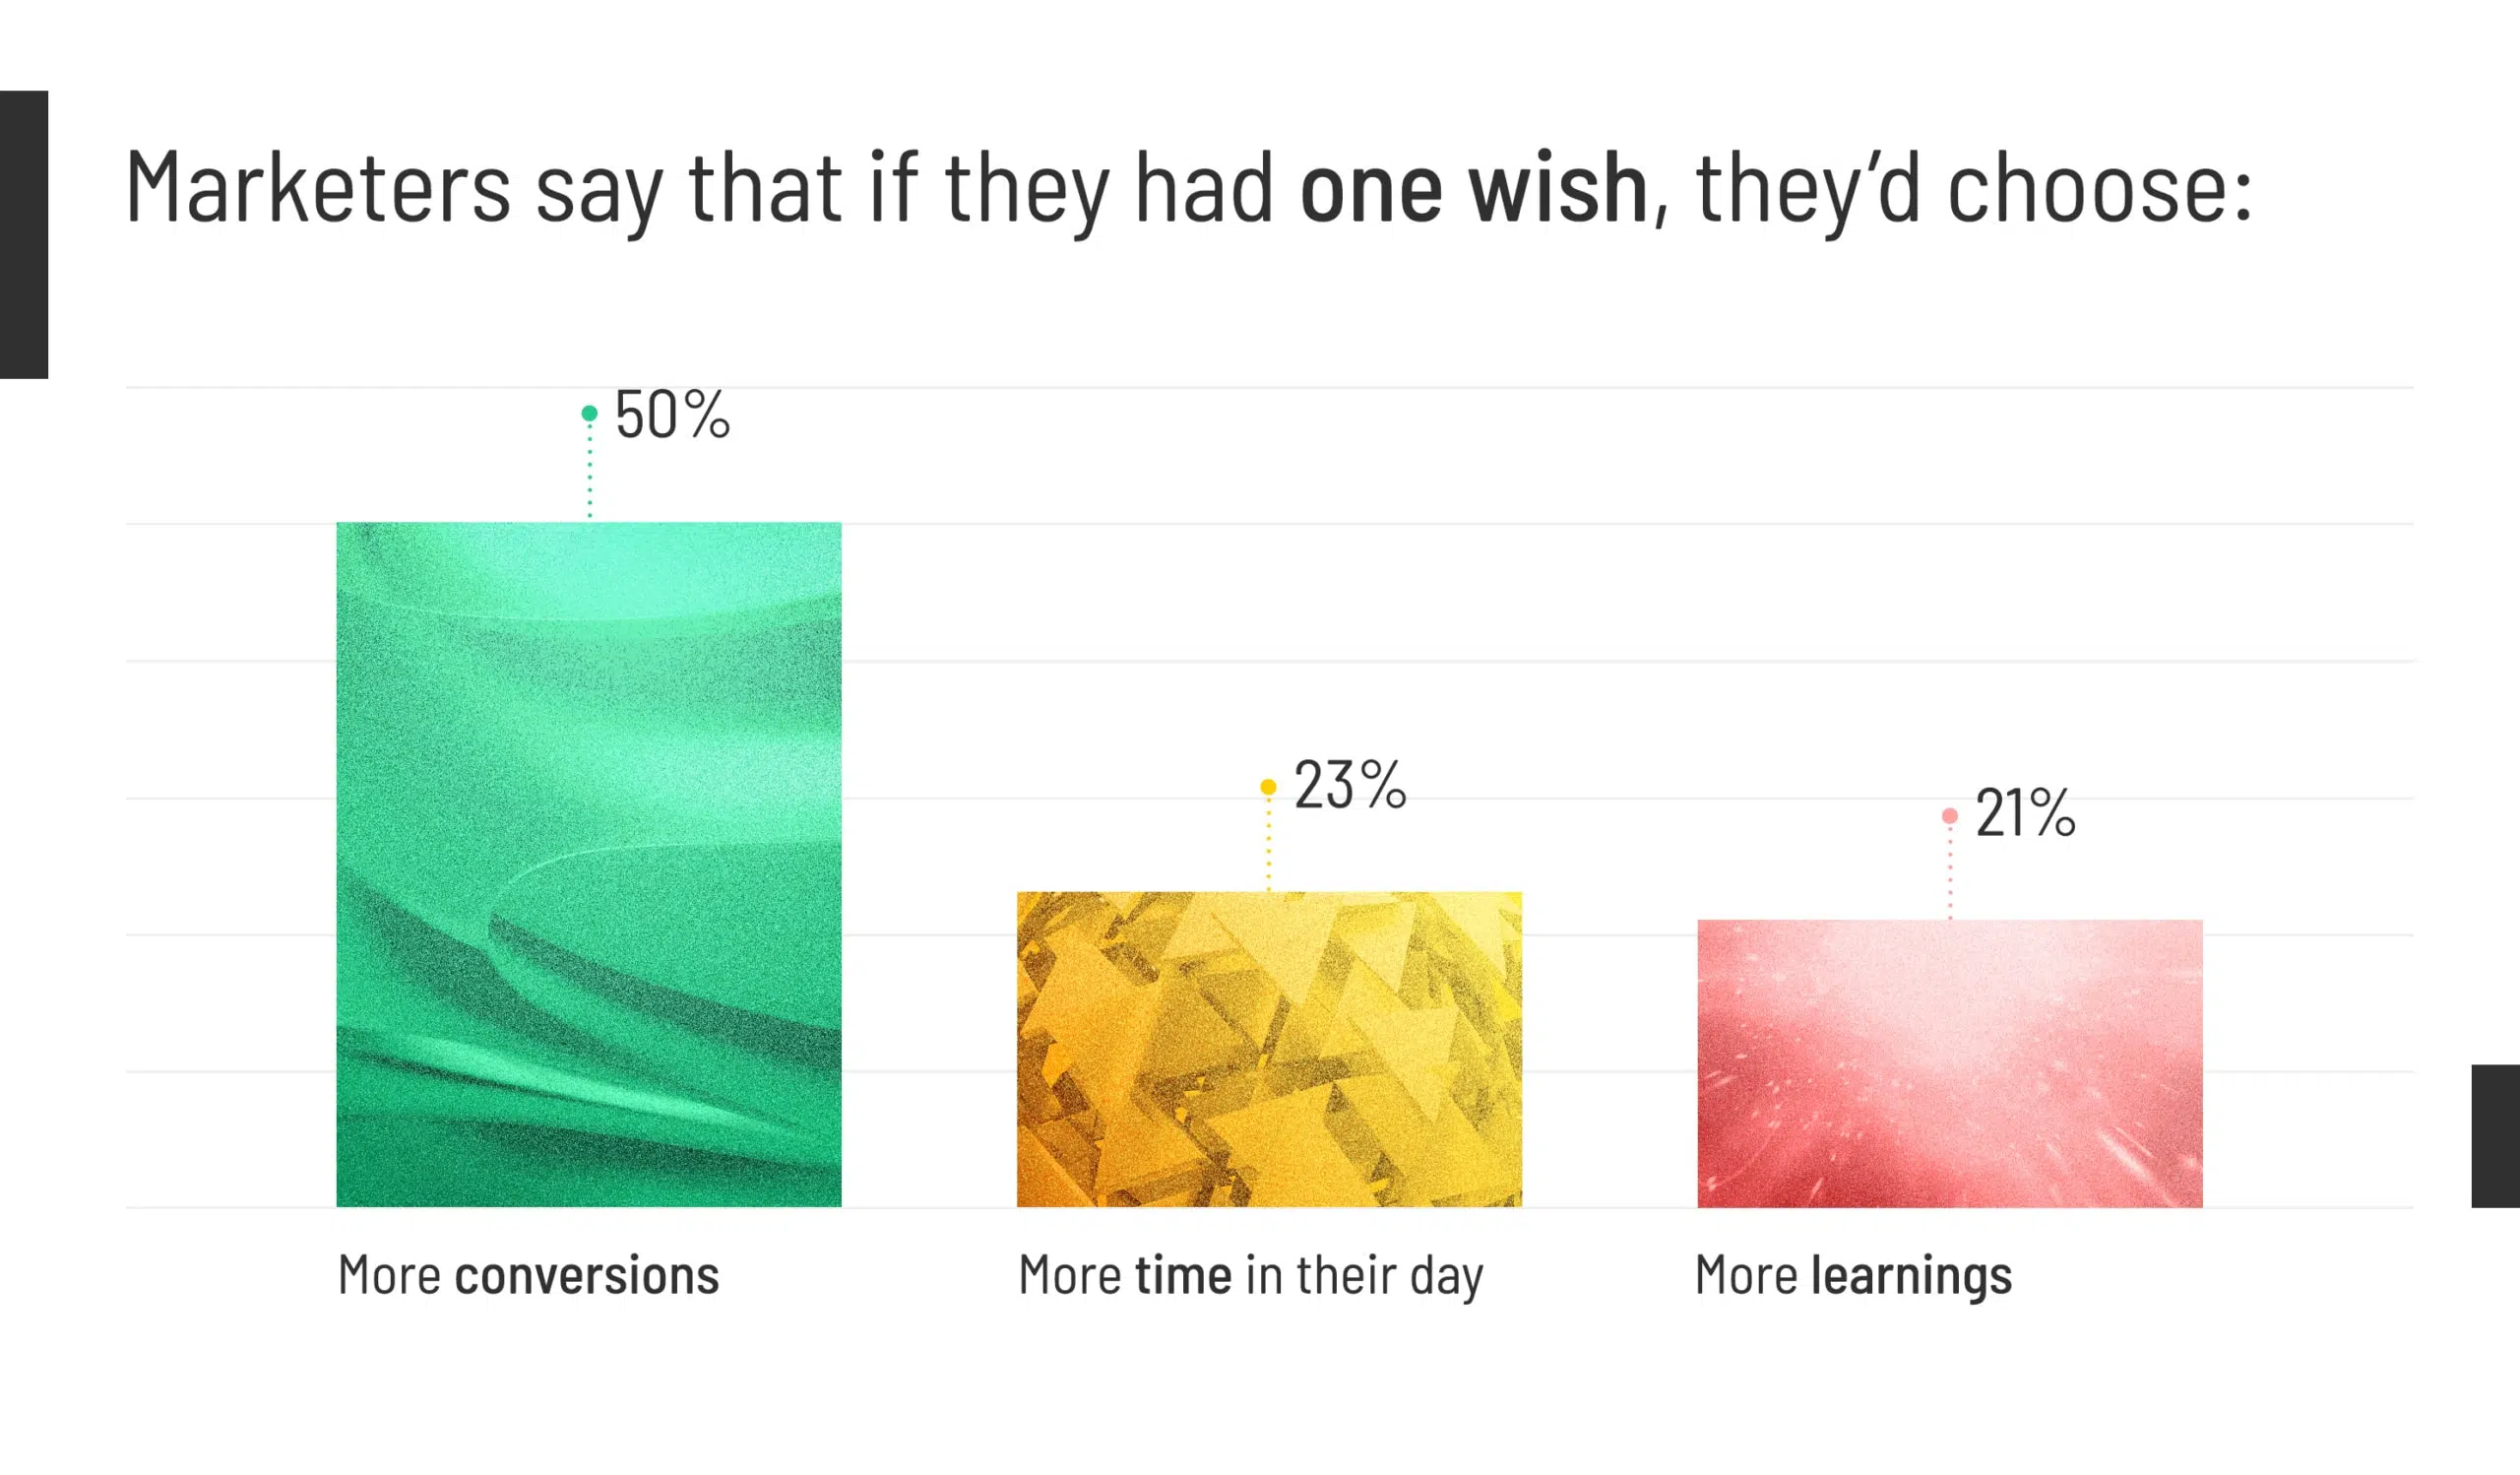 Marketers say that if they had one wish, they’d choose:
50%
23%
21%
More conversions
More time in their day
More learnings